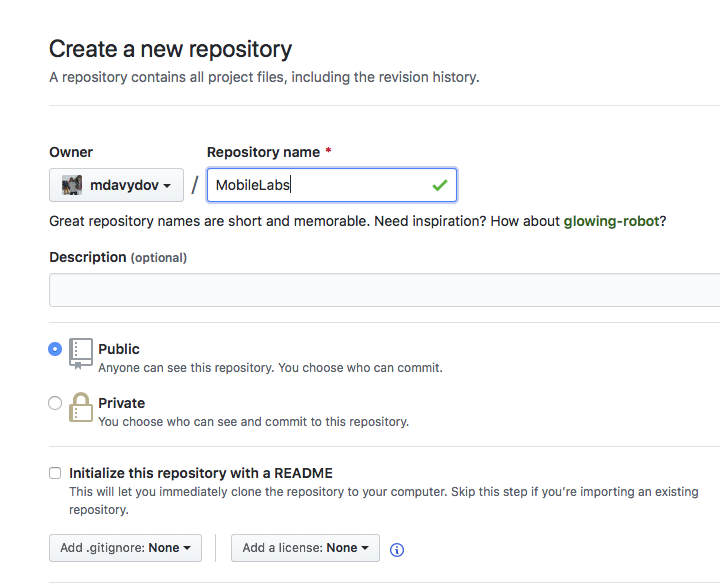 Create a new repository
A repository contains all project files, including the revision history.
Owner
Repository name *
mdavydov
/
MobileLabs
Great repository names are short and memorable. Need inspiration? How about glowing-robot?
Description (optional)
Public
Anyone can see this repository. You choose who can commit.
Private
You choose who can see and commit to this repository.
Initialize this repository with a README
This will let you immediately clone the repository to your computer. Skip this step if you’re importing an existing
repository.
Add .gitignore: None
Add a license: None